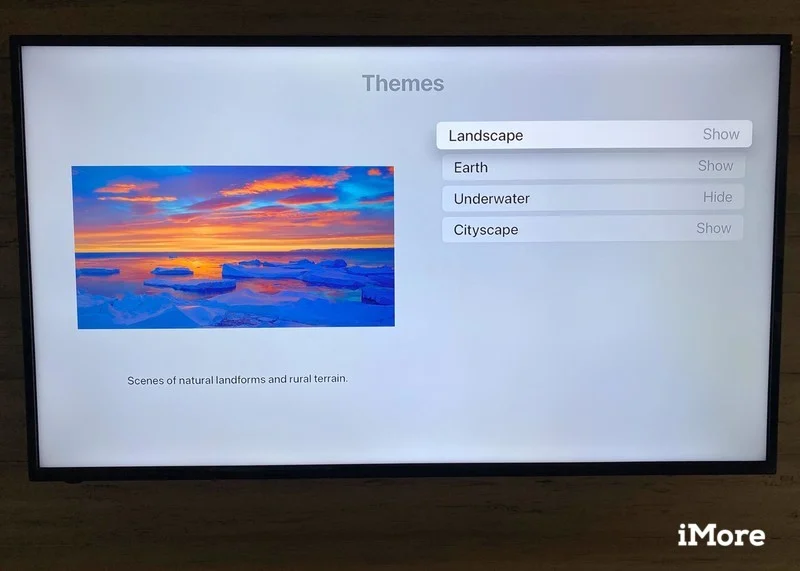 Themes
Landscape Show
Earth Show
Underwater Hide
Cityscape Show
Scenes of natural landforms and rural terrain.
iMore